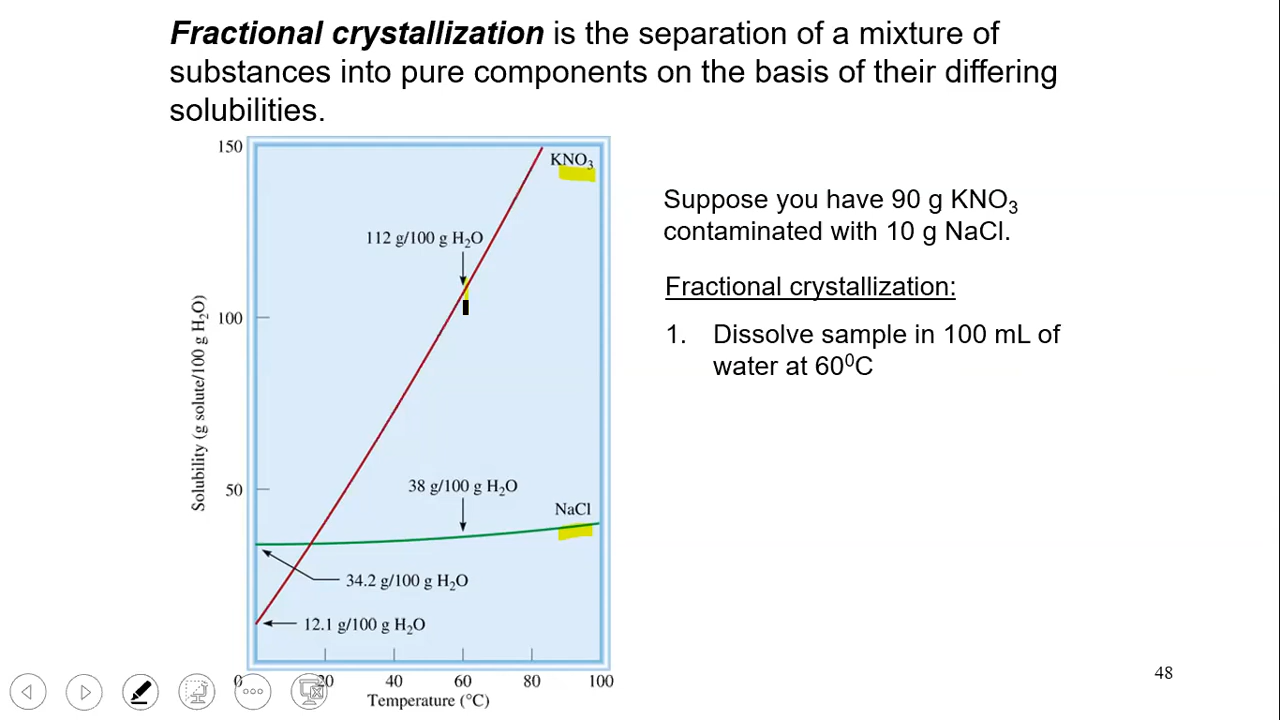 Fractional crystallization is the separation of a mixture of
substances into pure components on the basis of their differing
solubilities.
150
KNO₃
112 g/100 g H₂O
100
Solubility (g solute/100 g H₂O)
38 g/100 g H₂O
50
NaCl
34.2 g/100 g H₂O
12.1 g/100 g H₂O
0 20 40 60 80 100
Temperature (°C)
Suppose you have 90 g KNO₃
contaminated with 10 g NaCl.
Fractional crystallization:
1. Dissolve sample in 100 mL of
water at 60⁰C
48